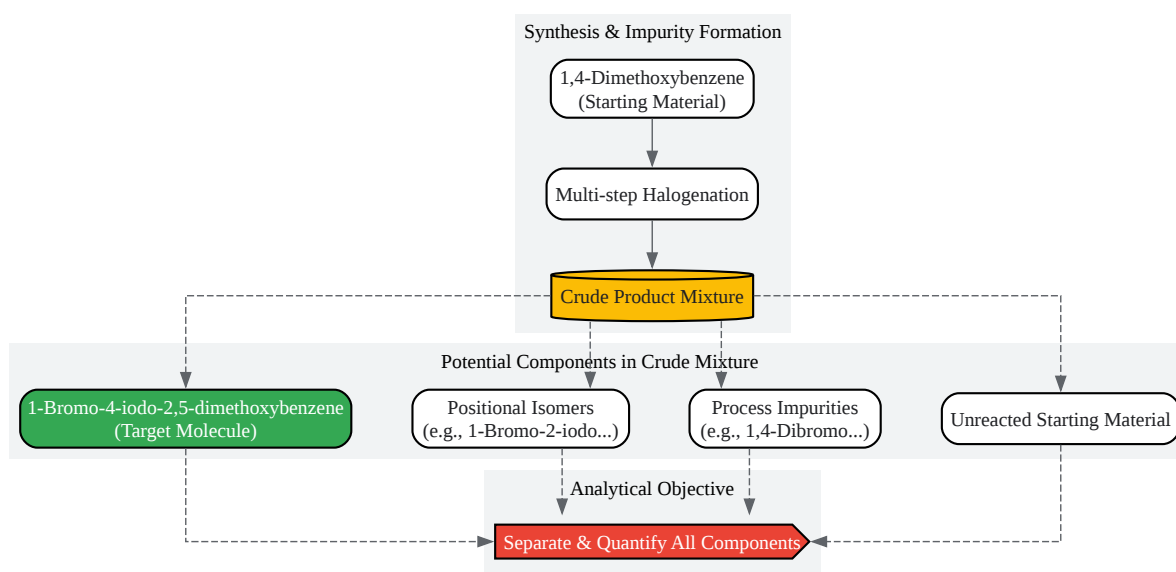 Synthesis & Impurity Formation
1,4-Dimethoxybenzene
(Starting Material)
Multi-step Halogenation
Crude Product Mixture
Potential Components in Crude Mixture
1-Bromo-4-iodo-2,5-dimethoxybenzene
(Target Molecule)
Positional Isomers
(e.g., 1-Bromo-2-iodo...)
Process Impurities
(e.g., 1,4-Dibromo...)
Unreacted Starting Material
Analytical Objective
Separate & Quantify All Components